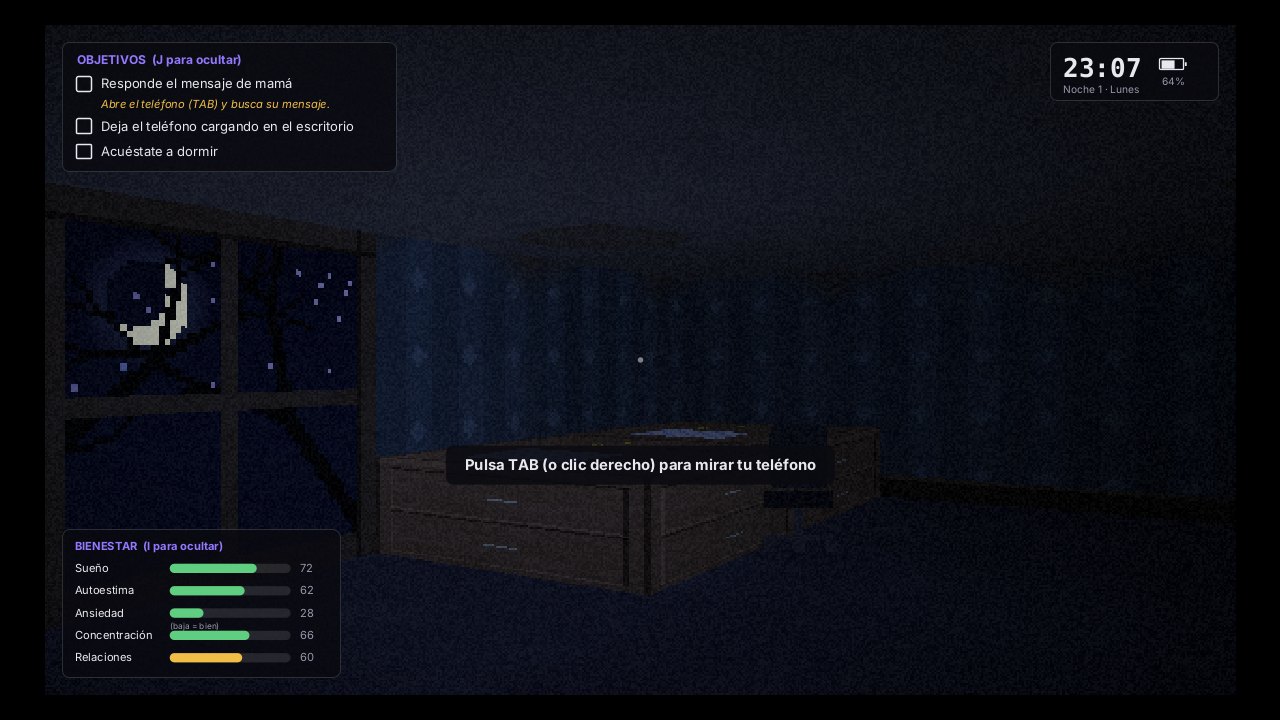 OBJETIVOS (J para ocultar)
Responde el mensaje de mamá
Abre el teléfono (TAB) y busca su mensaje.
Deja el teléfono cargando en el escritorio
Acuéstate a dormir
23:07
64%
Noche 1 · Lunes
Pulsa TAB (o clic derecho) para mirar tu teléfono
BIENESTAR (I para ocultar)
Sueño 72
Autoestima 62
Ansiedad 28
(baja = bien)
Concentración 66
Relaciones 60